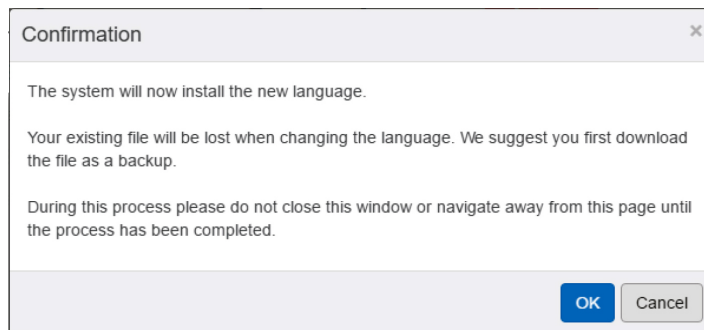 Confirmation
×
The system will now install the new language.
Your existing file will be lost when changing the language. We suggest you first download
the file as a backup.
During this process please do not close this window or navigate away from this page until
the process has been completed.
OK Cancel